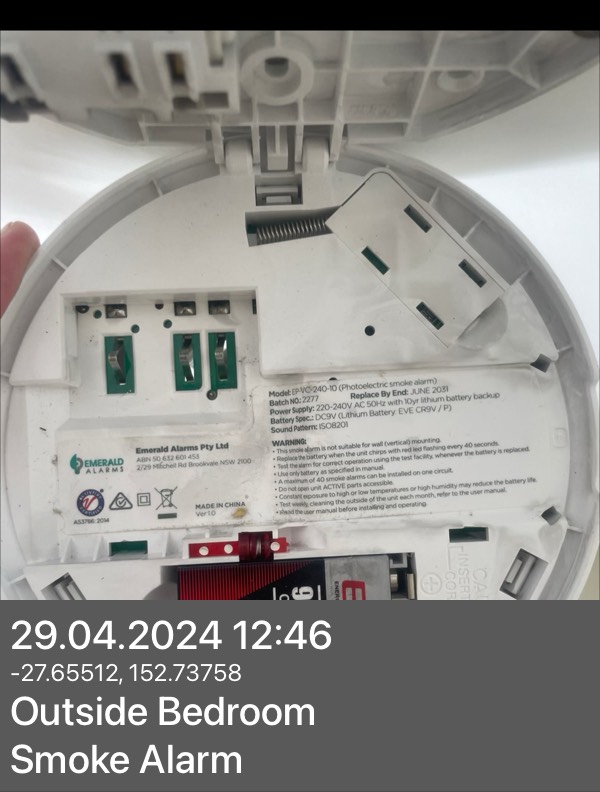 Model: EP-VC-240-10 (Photoelectric smoke alarm)
Batch NO.: 2277
Replace By End: JUNE 2031
Power Supply: 220-240V AC 50Hz with 10yr lithium battery backup
Battery Spec.: DC9V (Lithium Battery: EVE CR9V / P)
Sound Pattern: ISO8201
WARNING:
• This alarm is not suitable for wall (vertical) mounting.
• Replace the battery when the unit chirps with red led flashing every 40 seconds.
• Test the alarm for correct operation using the test facility, whenever the battery is replaced.
• Use only battery as specified in manual.
• A maximum of 40 smoke alarms can be installed on one circuit.
• Do not open unit ACTIVE parts accessible.
• Constant exposure to high or low temperatures or high humidity may reduce the battery life.
• Test weekly, cleaning the outside of the unit each month, refer to the user manual.
• Read the user manual before installing and operating.
EMERALD
ALARMS
Emerald Alarms Pty Ltd
ABN 90 632 601 453
2/29 Mitchell Rd Brookvale NSW 2100
AS3786: 2014
MADE IN CHINA
Ver 1.0
9
E
29.04.2024 12:46
-27.65512, 152.73758
Outside Bedroom
Smoke Alarm